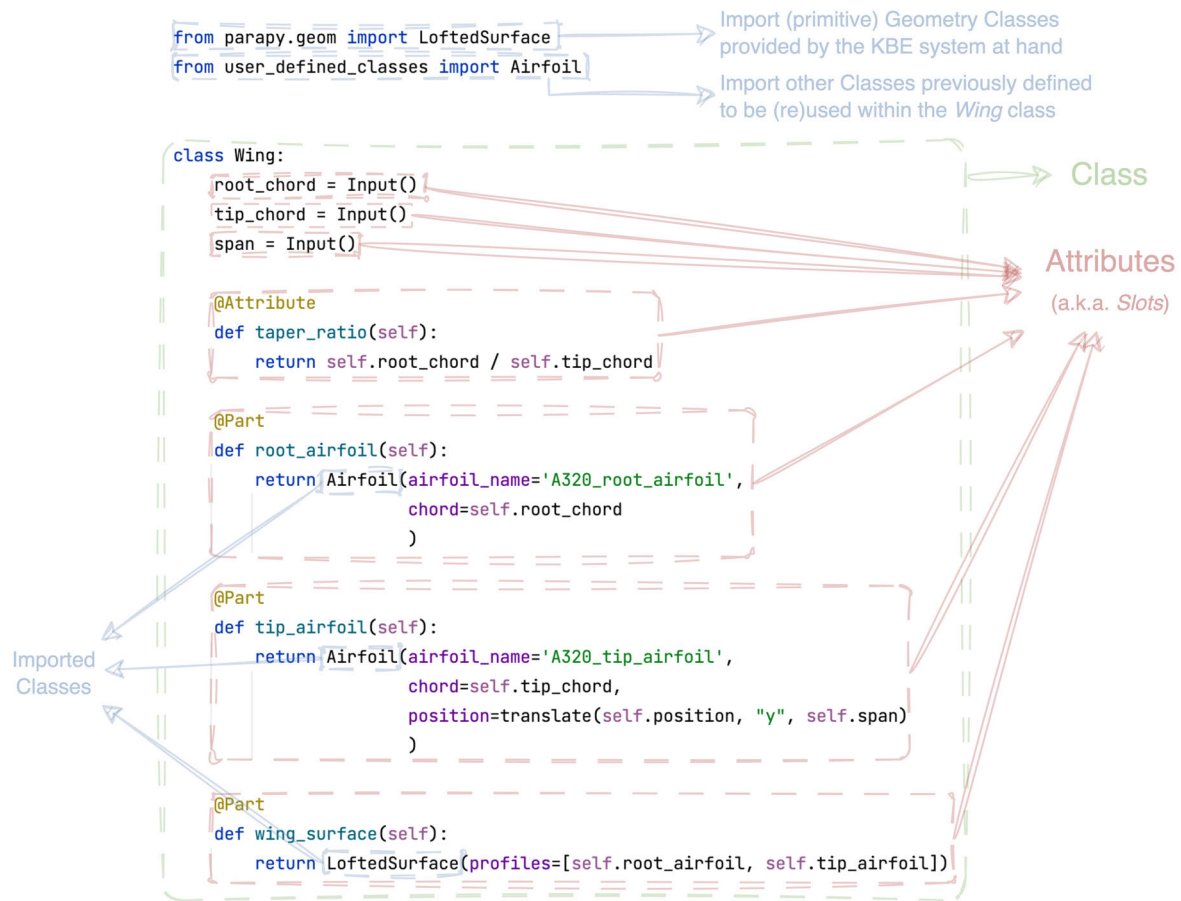 from parapy.geom import LoftedSurface
from user_defined_classes import Airfoil
Import (primitive) Geometry Classes
provided by the KBE system at hand
Import other Classes previously defined
to be (re)used within the Wing class
class Wing:
root_chord = Input()
tip_chord = Input()
span = Input()
@Attribute
def taper_ratio(self):
return self.root_chord / self.tip_chord
@Part
def root_airfoil(self):
return Airfoil(airfoil_name='A320_root_airfoil',
chord=self.root_chord
)
@Part
def tip_airfoil(self):
return Airfoil(airfoil_name='A320_tip_airfoil',
chord=self.tip_chord,
position=translate(self.position, "y", self.span)
)
@Part
def wing_surface(self):
return LoftedSurface(profiles=[self.root_airfoil, self.tip_airfoil])
Class
Attributes
(a.k.a. Slots)
Imported
Classes